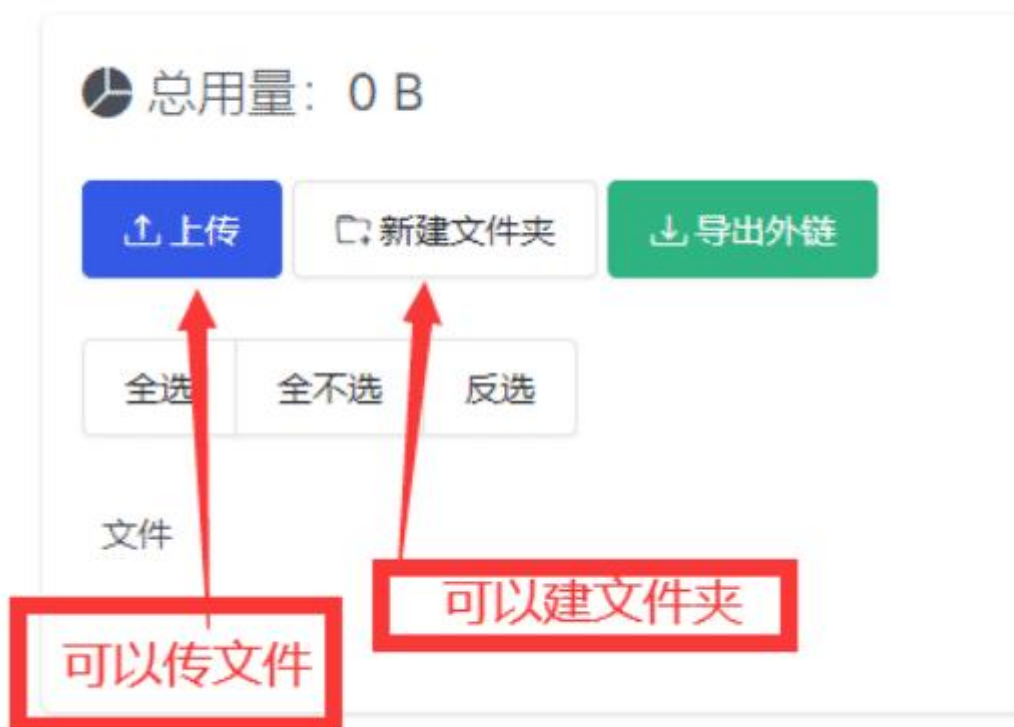 总用量：0 B
上传 新建文件夹 导出外链
全选 全不选 反选
文件
可以建文件夹
可以传文件